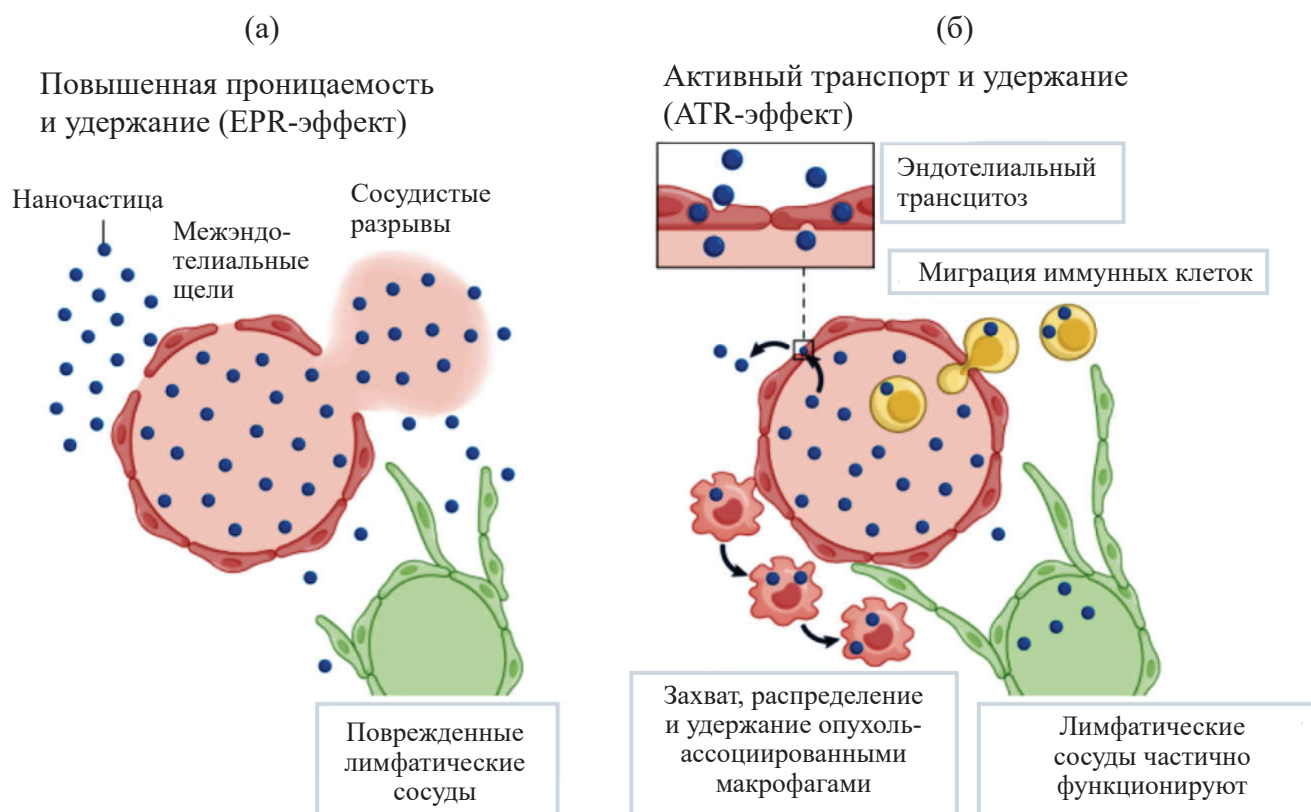 (а)
Повышенная проницаемость
и удержание (EPR-эффект)
Наночастица
Межэндо-
телиальные
щели
Сосудистые
разрывы
Поврежденные
лимфатические
сосуды
(б)
Активный транспорт и удержание
(ATR-эффект)
Эндотелиальный
трансцитоз
Миграция иммунных клеток
Захват, распределение
и удержание опухоль-
ассоциированными
макрофагами
Лимфатические
сосуды частично
функционируют